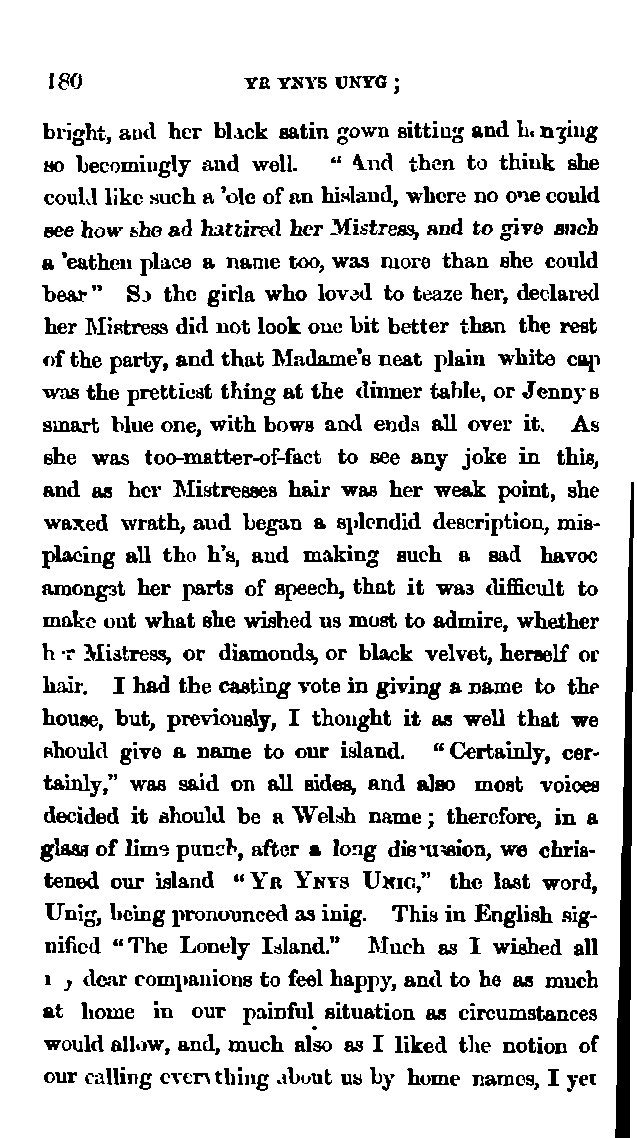 180 YR YNYS UNYG ;
bright, and her black satin gown sitting and hanging
so becomingly and well. “ And then to think she
could like such a ’ole of an hisland, where no one could
see how she ad hattired her Mistress, and to give such
a ’eathen place a name too, was more than she could
bear” So the girla who loved to teaze her, declared
her Mistress did not look one bit better than the rest
of the party, and that Madame’s neat plain white cap
was the prettiest thing at the dinner table, or Jennys
smart blue one, with bows and ends all over it. As
she was too-matter-of-fact to see any joke in this,
and as her Mistresses hair was her weak point, she
waxed wrath, and began a splendid description, mis-
placing all the h’s, and making such a sad havoc
amongst her parts of speech, that it was difficult to
make out what she wished us most to admire, whether
her Mistress, or diamonds, or black velvet, herself or
hair. I had the casting vote in giving a name to the
house, but, previously, I thought it as well that we
should give a name to our island. “Certainly, cer-
tainly,” was said on all sides, and also most voices
decided it should be a Welsh name ; therefore, in a
glass of lime punch, after a long discussion, we chris-
tened our island “YR YNYS UNIG,” the last word,
Unig, being pronounced as inig. This in English sig-
nified “The Lonely Island.” Much as I wished all
my dear companions to feel happy, and to be as much
at home in our painful situation as circumstances
would allow, and, much also as I liked the notion of
our calling everything about us by home names, I yet